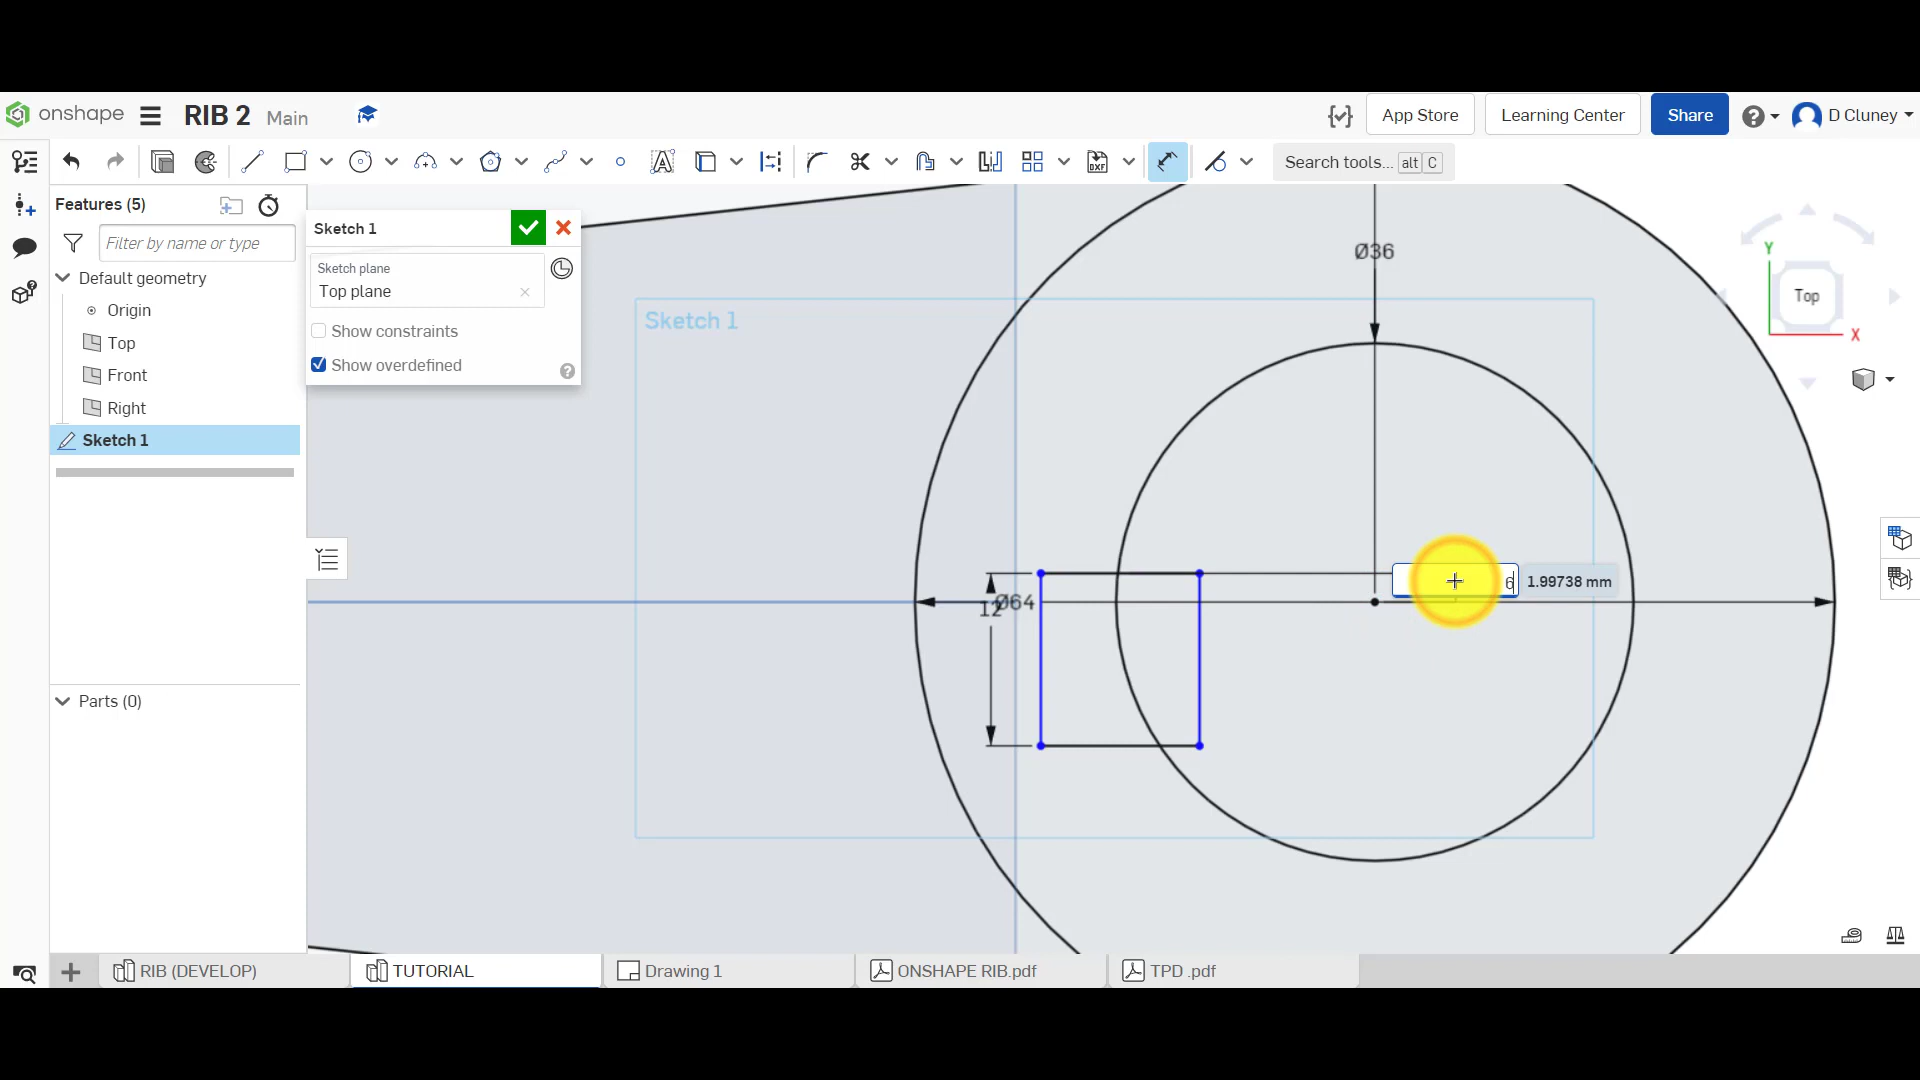 onshape RIB 2 Main App Store Learning Center Share D Cluney
Search tools... alt C
Features (5)
Filter by name or type
Default geometry
Origin
Top
Front
Right
Sketch 1
Parts (0)
Sketch 1
Sketch plane
Top plane
Show constraints
Show overdefined
Sketch 1
Ø36
Ø64
12
6 1.99738 mm
Y
Top
X
RIB (DEVELOP) TUTORIAL Drawing 1 ONSHAPE RIB.pdf TPD .pdf